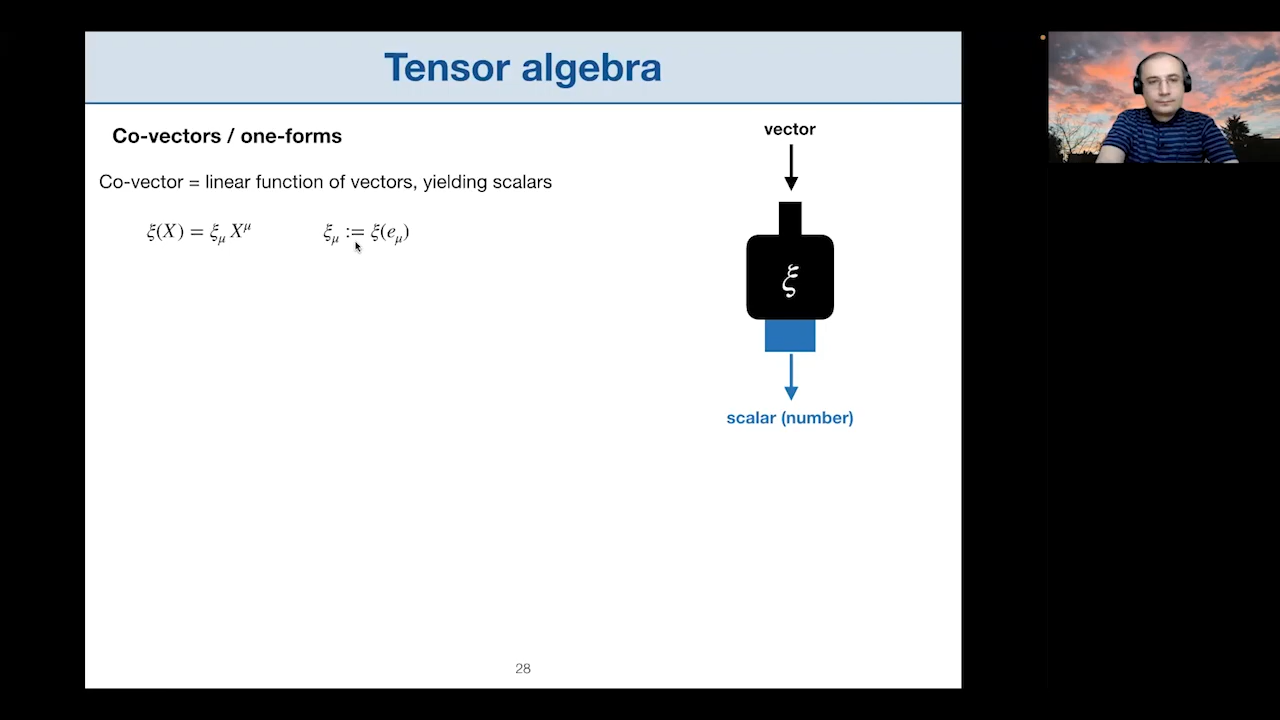 Tensor algebra
Co-vectors / one-forms
Co-vector = linear function of vectors, yielding scalars
ξ(X) = ξ_μ X^μ
ξ_μ := ξ(e_μ)
vector
ξ
scalar (number)
28